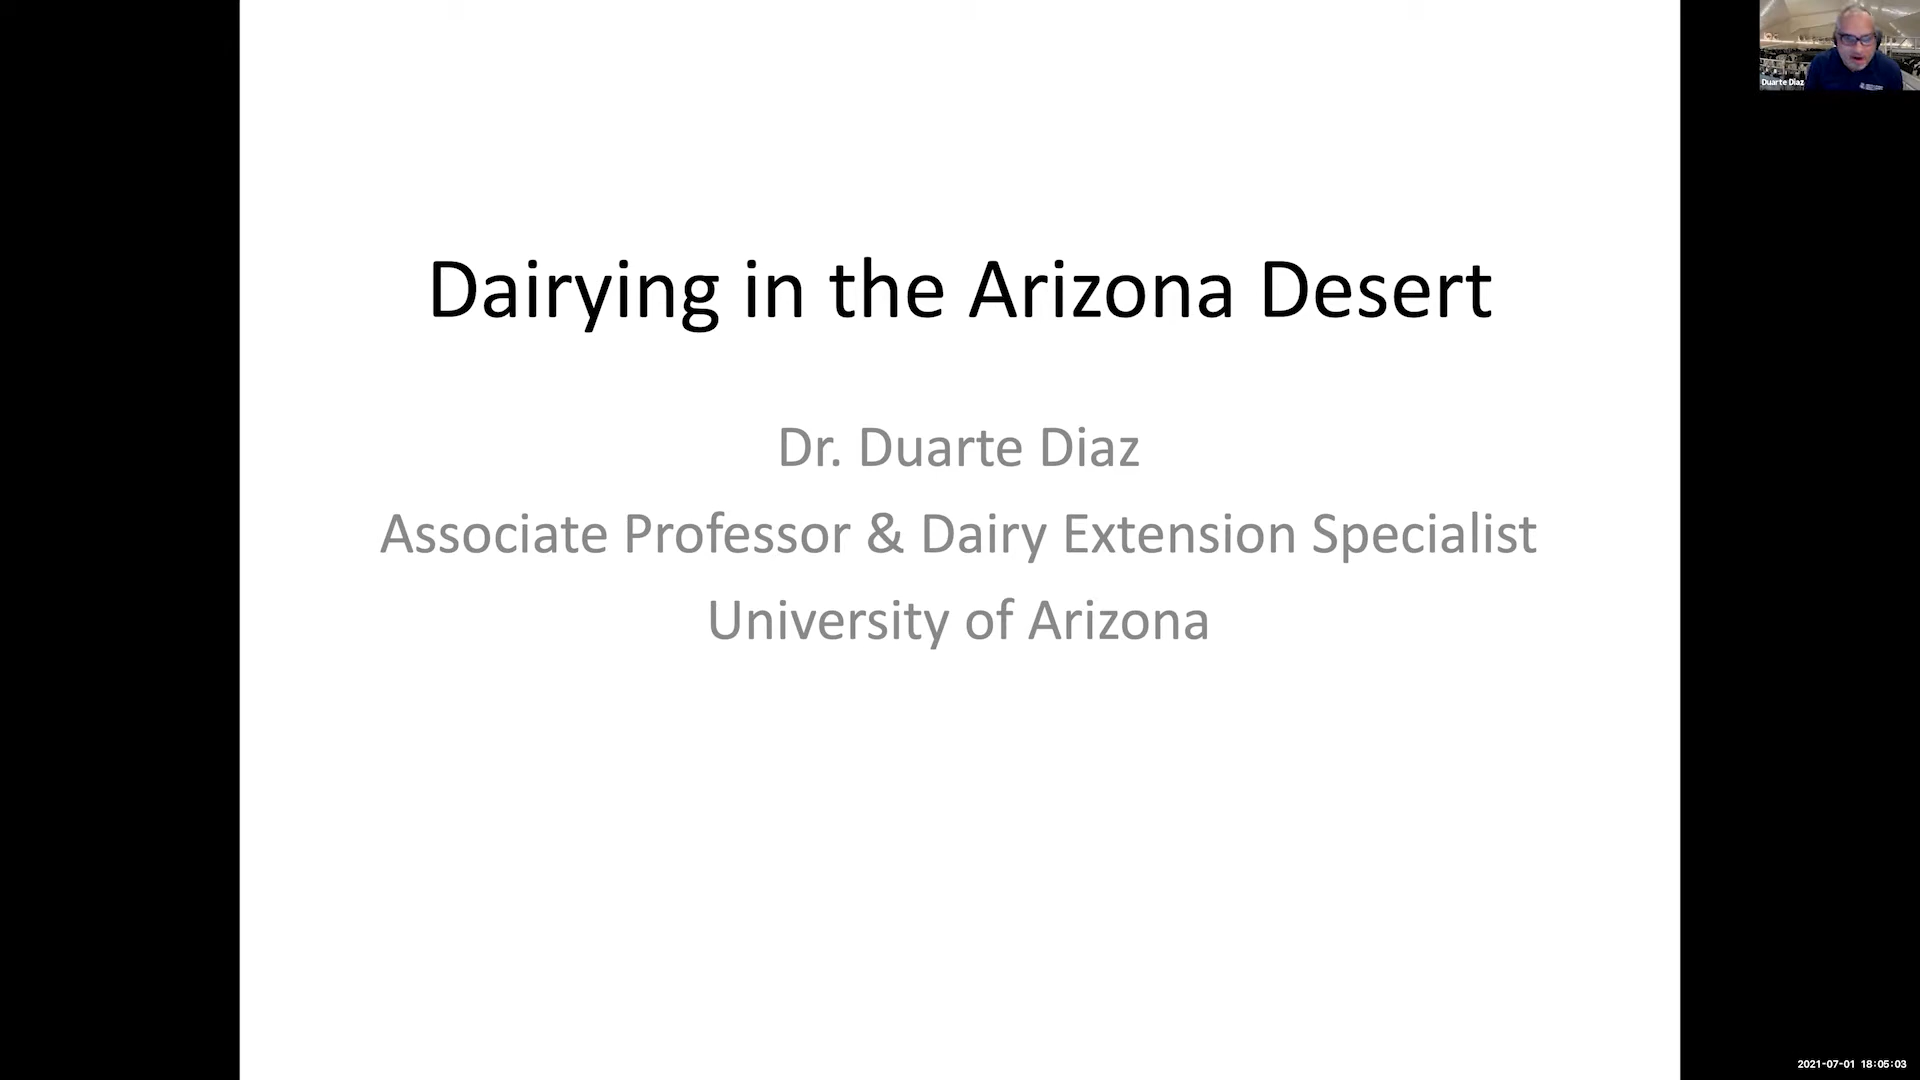 Dairying in the Arizona Desert
Dr. Duarte Diaz
Associate Professor & Dairy Extension Specialist
University of Arizona
Duarte Diaz
2021-07-01 18:05:03